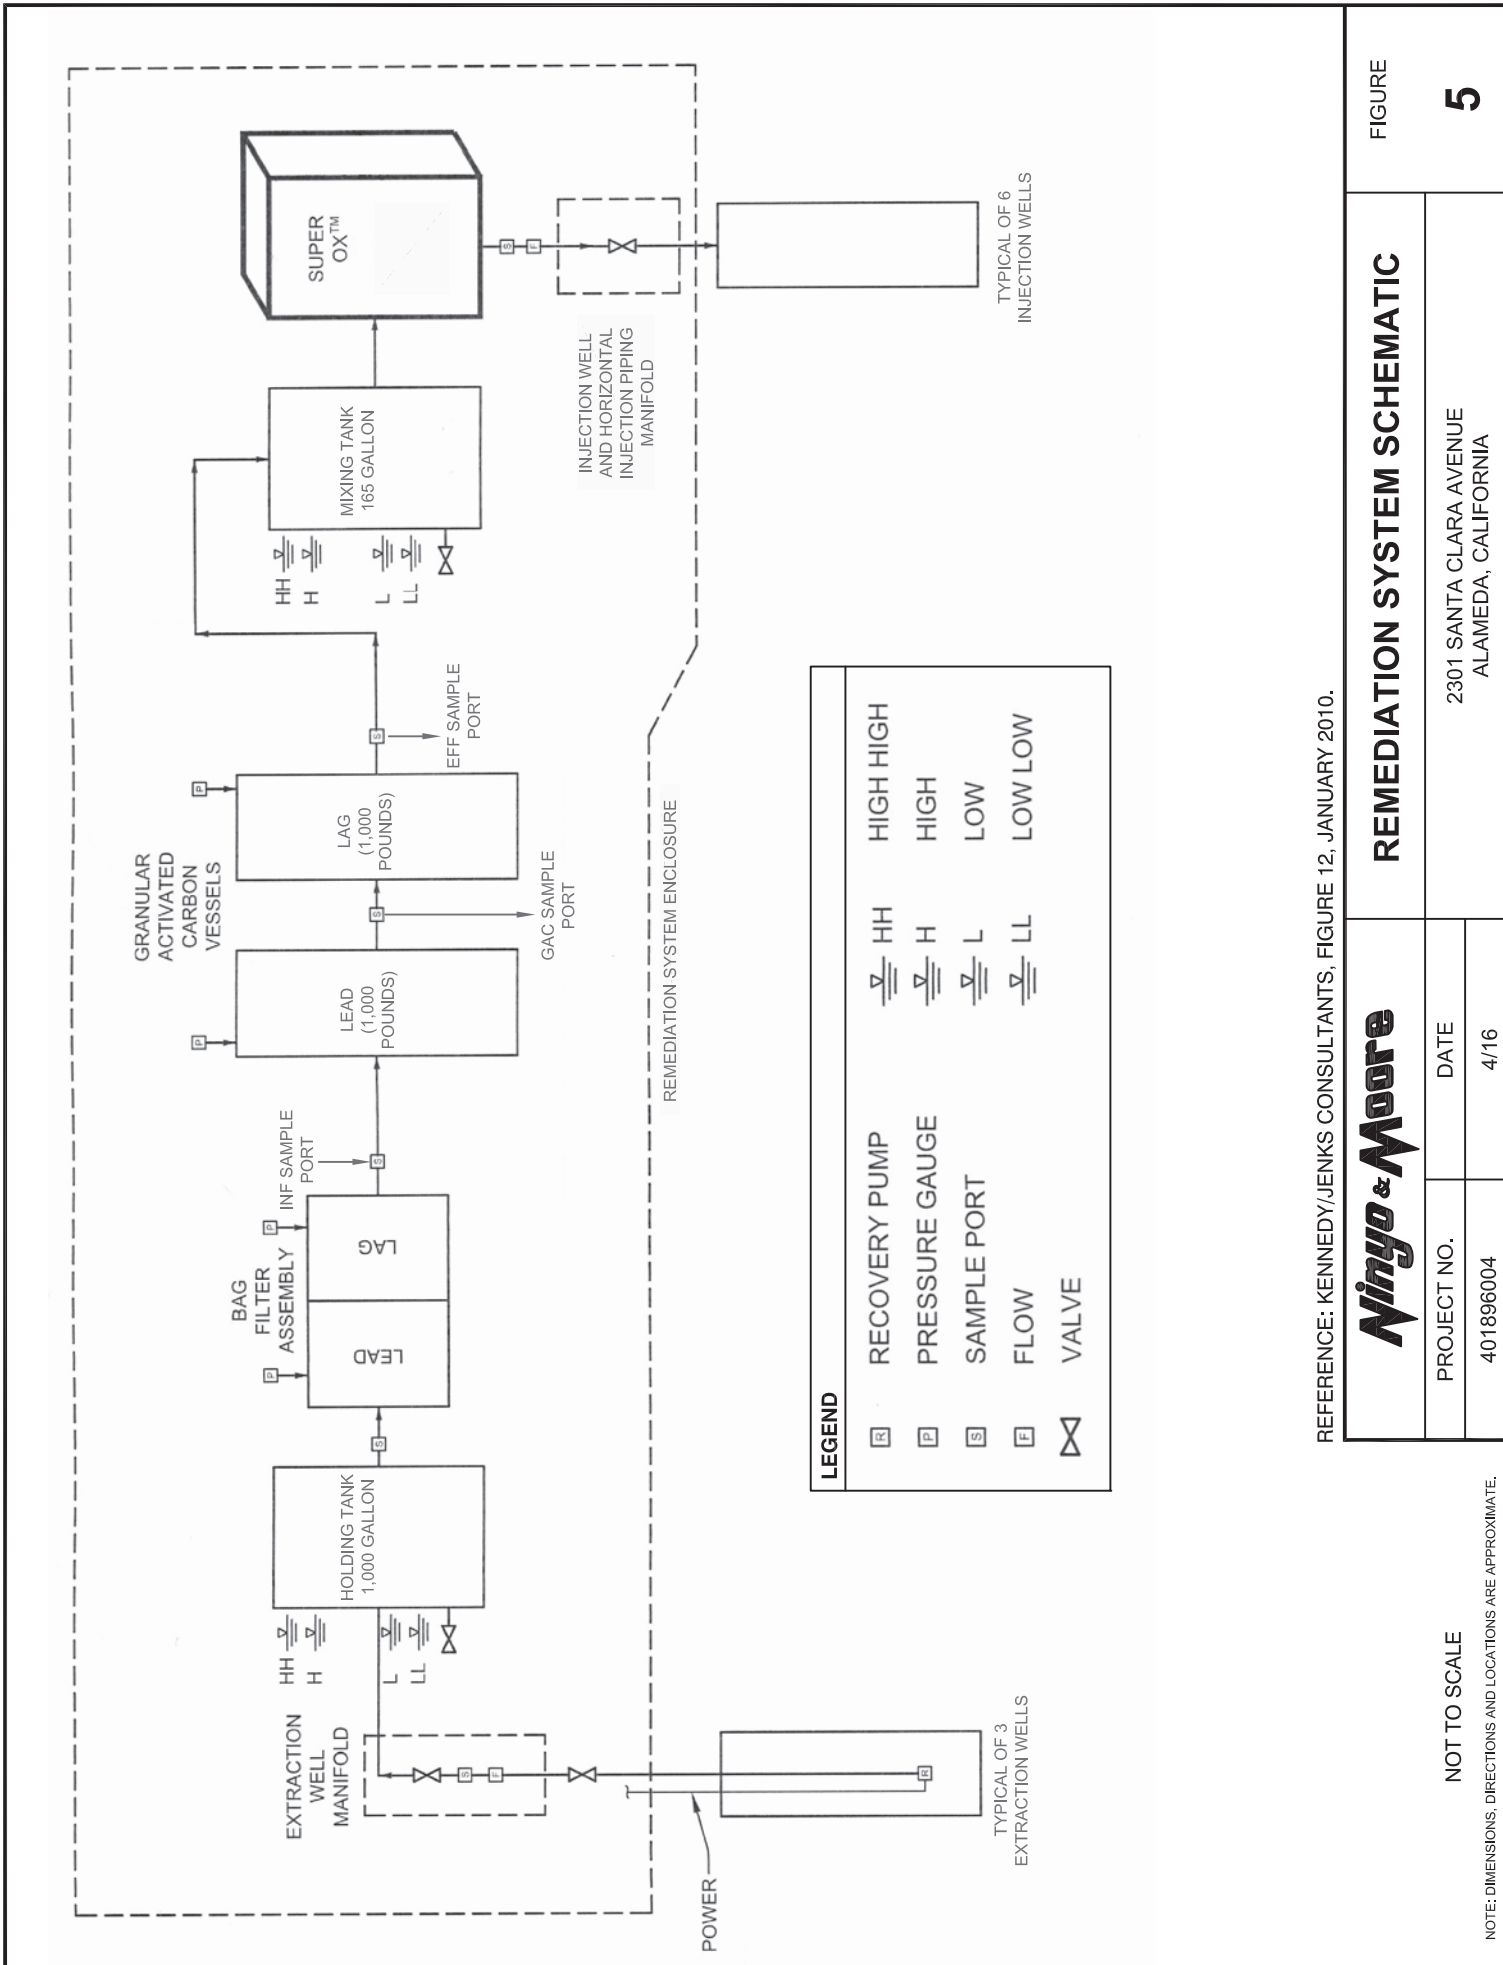 EXTRACTION
WELL
MANIFOLD
HH
H
L
LL
HOLDING TANK
1,000 GALLON
S
BAG
FILTER
ASSEMBLY
P
P
LEAD
LAG
INF SAMPLE
PORT
S
GRANULAR
ACTIVATED
CARBON
VESSELS
P
P
LEAD
(1,000
POUNDS)
S
GAC SAMPLE
PORT
LAG
(1,000
POUNDS)
S
EFF SAMPLE
PORT
HH
H
L
LL
MIXING TANK
165 GALLON
SUPER
OX™
S
F
INJECTION WELL
AND HORIZONTAL
INJECTION PIPING
MANIFOLD
TYPICAL OF 6
INJECTION WELLS
REMEDIATION SYSTEM ENCLOSURE
S
F
POWER
R
TYPICAL OF 3
EXTRACTION WELLS
LEGEND
R RECOVERY PUMP HH HIGH HIGH
P PRESSURE GAUGE H HIGH
S SAMPLE PORT L LOW
F FLOW LL LOW LOW
VALVE
REFERENCE: KENNEDY/JENKS CONSULTANTS, FIGURE 12, JANUARY 2010.
NOT TO SCALE
NOTE: DIMENSIONS, DIRECTIONS AND LOCATIONS ARE APPROXIMATE.
Ninyo & Moore
PROJECT NO. DATE
401896004 4/16
REMEDIATION SYSTEM SCHEMATIC
2301 SANTA CLARA AVENUE
ALAMEDA, CALIFORNIA
FIGURE
5